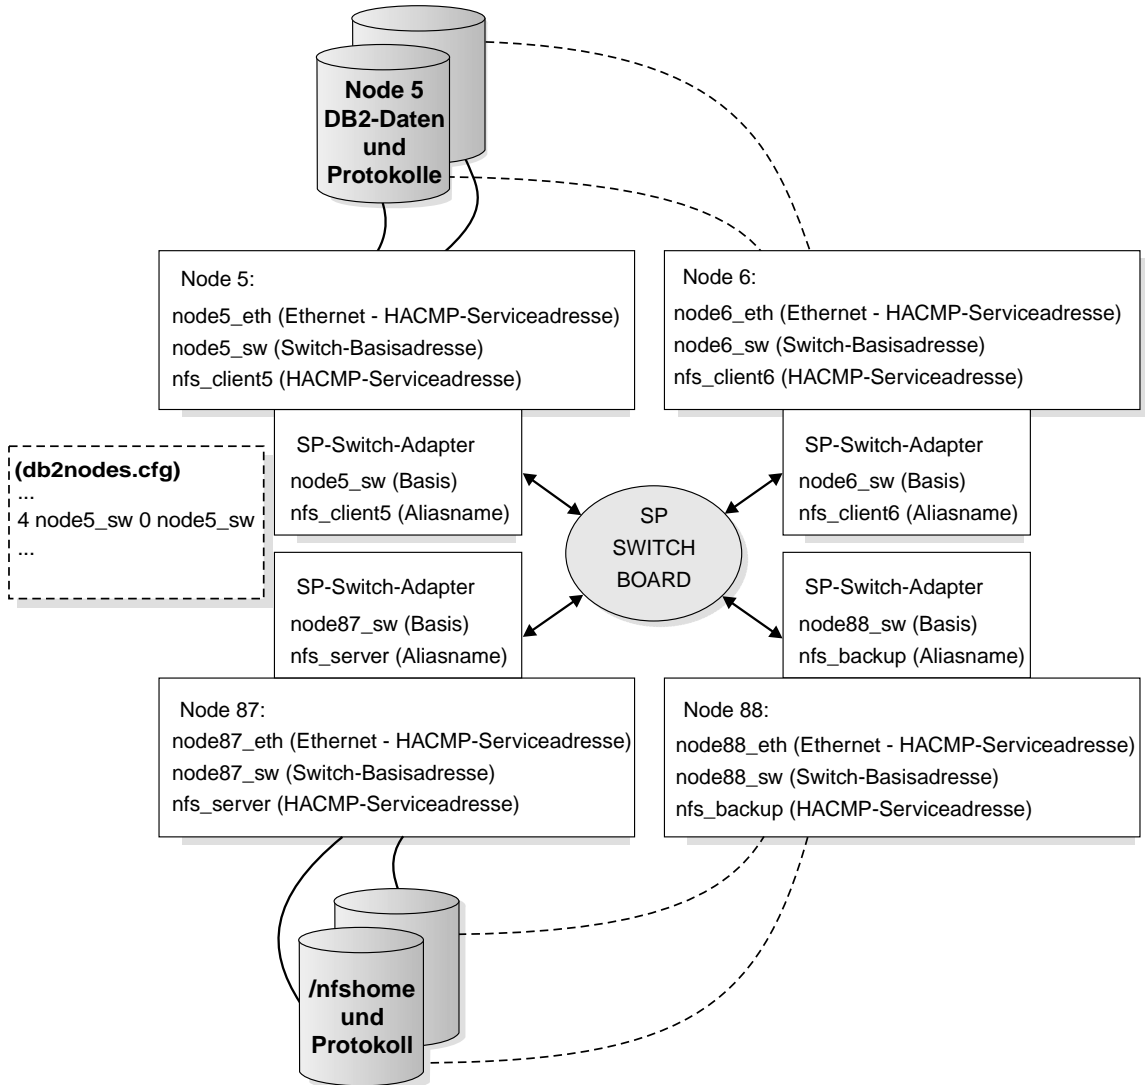 Node 5
DB2-Daten
und
Protokolle
Node 5:
node5_eth (Ethernet - HACMP-Serviceadresse)
node5_sw (Switch-Basisadresse)
nfs_client5 (HACMP-Serviceadresse)
Node 6:
node6_eth (Ethernet - HACMP-Serviceadresse)
node6_sw (Switch-Basisadresse)
nfs_client6 (HACMP-Serviceadresse)
(db2nodes.cfg)
...
4 node5_sw 0 node5_sw
...
SP-Switch-Adapter
node5_sw (Basis)
nfs_client5 (Aliasname)
SP
SWITCH
BOARD
SP-Switch-Adapter
node6_sw (Basis)
nfs_client6 (Aliasname)
SP-Switch-Adapter
node87_sw (Basis)
nfs_server (Aliasname)
SP-Switch-Adapter
node88_sw (Basis)
nfs_backup (Aliasname)
Node 87:
node87_eth (Ethernet - HACMP-Serviceadresse)
node87_sw (Switch-Basisadresse)
nfs_server (HACMP-Serviceadresse)
Node 88:
node88_eth (Ethernet - HACMP-Serviceadresse)
node88_sw (Switch-Basisadresse)
nfs_backup (HACMP-Serviceadresse)
/nfshome
und
Protokoll